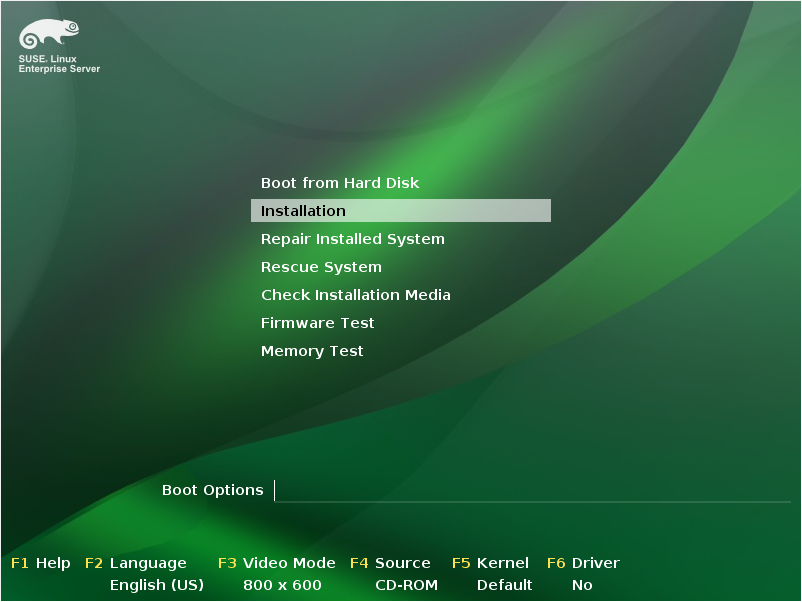 SUSE. Linux
Enterprise Server
Boot from Hard Disk
Installation
Repair Installed System
Rescue System
Check Installation Media
Firmware Test
Memory Test
Boot Options
F1 Help F2 Language F3 Video Mode F4 Source F5 Kernel F6 Driver
English (US) 800 x 600 CD-ROM Default No